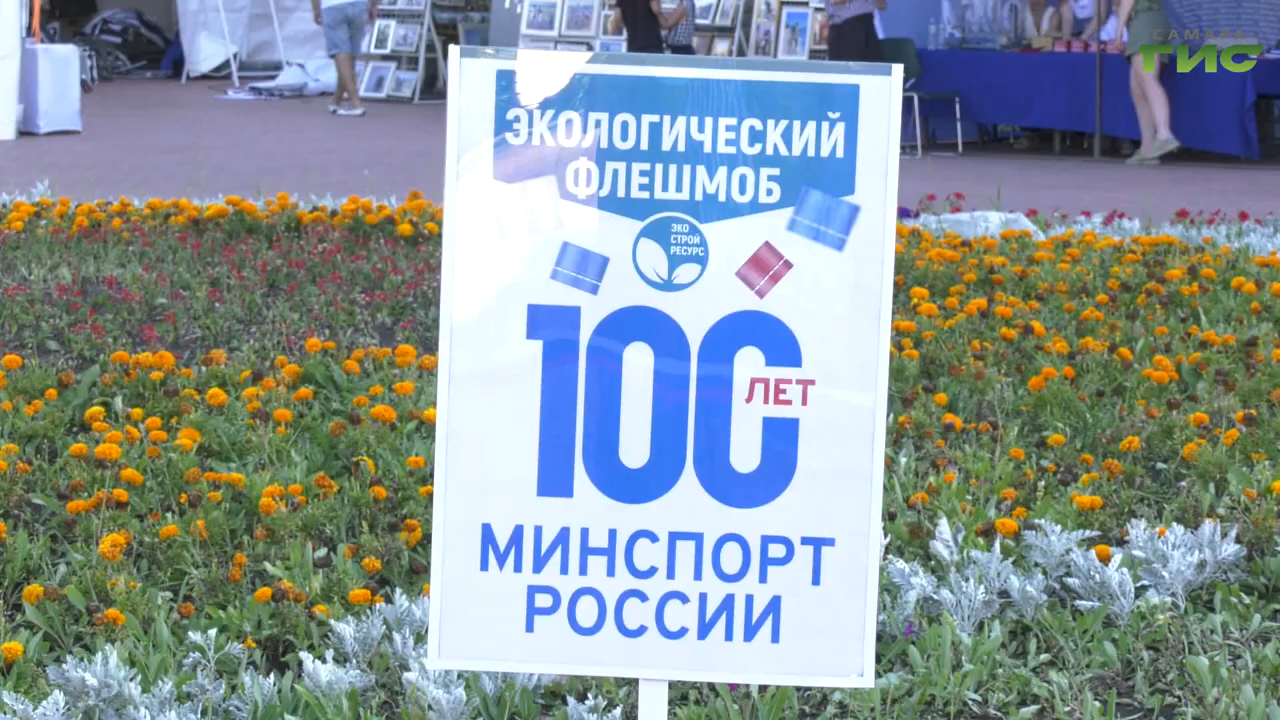 САМАРА
ГИС
ЭКОЛОГИЧЕСКИЙ
ФЛЕШМОБ
ЭКО
СТРОЙ
РЕСУРС
100
ЛЕТ
МИНСПОРТ
РОССИИ